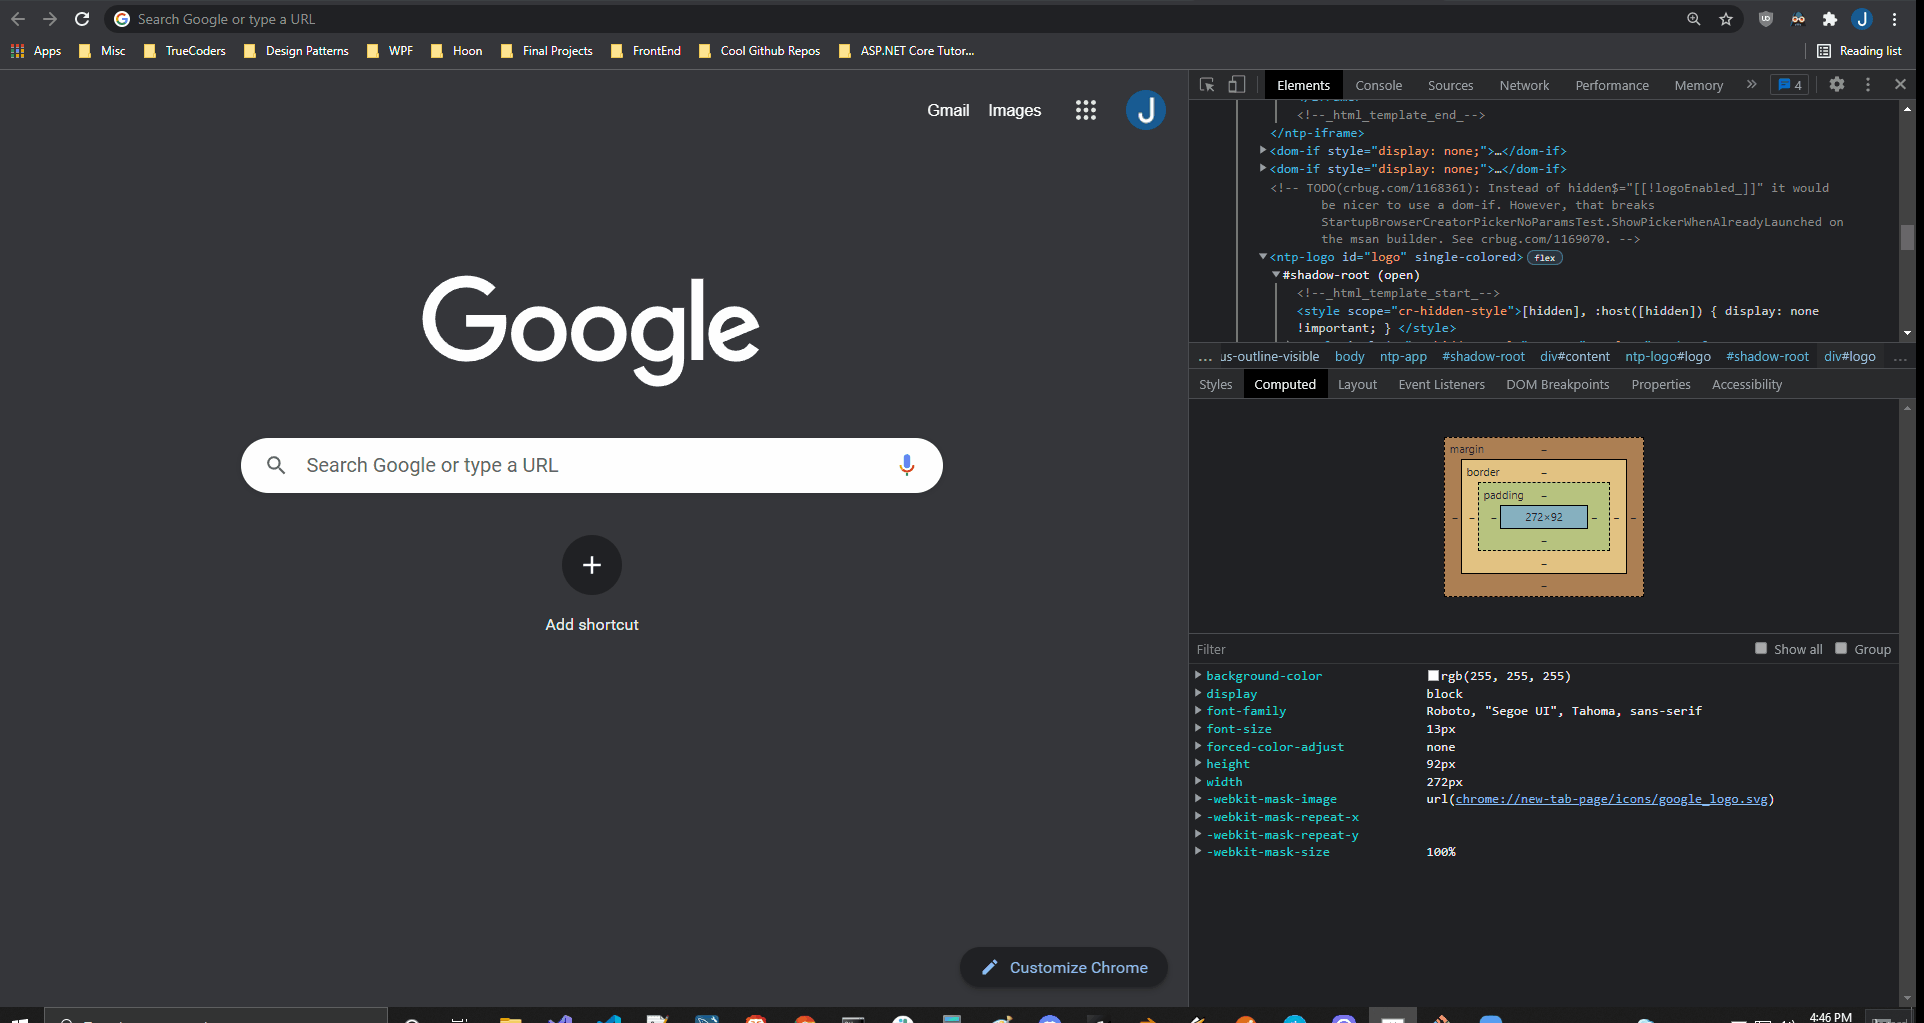 Search Google or type a URL
Apps Misc TrueCoders Design Patterns WPF Hoon Final Projects FrontEnd Cool Github Repos ASP.NET Core Tutor... Reading list
Gmail Images J
Google
Search Google or type a URL
Add shortcut
Customize Chrome
Elements Console Sources Network Performance Memory » 4
<!--_html_template_end_-->
</ntp-iframe>
<dom-if style="display: none;">…</dom-if>
<dom-if style="display: none;">…</dom-if>
<!-- TODO(crbug.com/1168361): Instead of hidden$="[[!logoEnabled_]]" it would
be nicer to use a dom-if. However, that breaks
StartupBrowserCreatorPickerNoParamsTest.ShowPickerWhenAlreadyLaunched on
the msan builder. See crbug.com/1169070. -->
<ntp-logo id="logo" single-colored> flex
#shadow-root (open)
<!--_html_template_start_-->
<style scope="cr-hidden-style">[hidden], :host([hidden]) { display: none
!important; } </style>
... us-outline-visible body ntp-app #shadow-root div#content ntp-logo#logo #shadow-root div#logo ...
Styles Computed Layout Event Listeners DOM Breakpoints Properties Accessibility
margin –
border –
padding –
– – – 272×92 – – –
–
–
–
Filter Show all Group
background-color rgb(255, 255, 255)
display block
font-family Roboto, "Segoe UI", Tahoma, sans-serif
font-size 13px
forced-color-adjust none
height 92px
width 272px
-webkit-mask-image url(chrome://new-tab-page/icons/google_logo.svg)
-webkit-mask-repeat-x
-webkit-mask-repeat-y
-webkit-mask-size 100%
4:46 PM